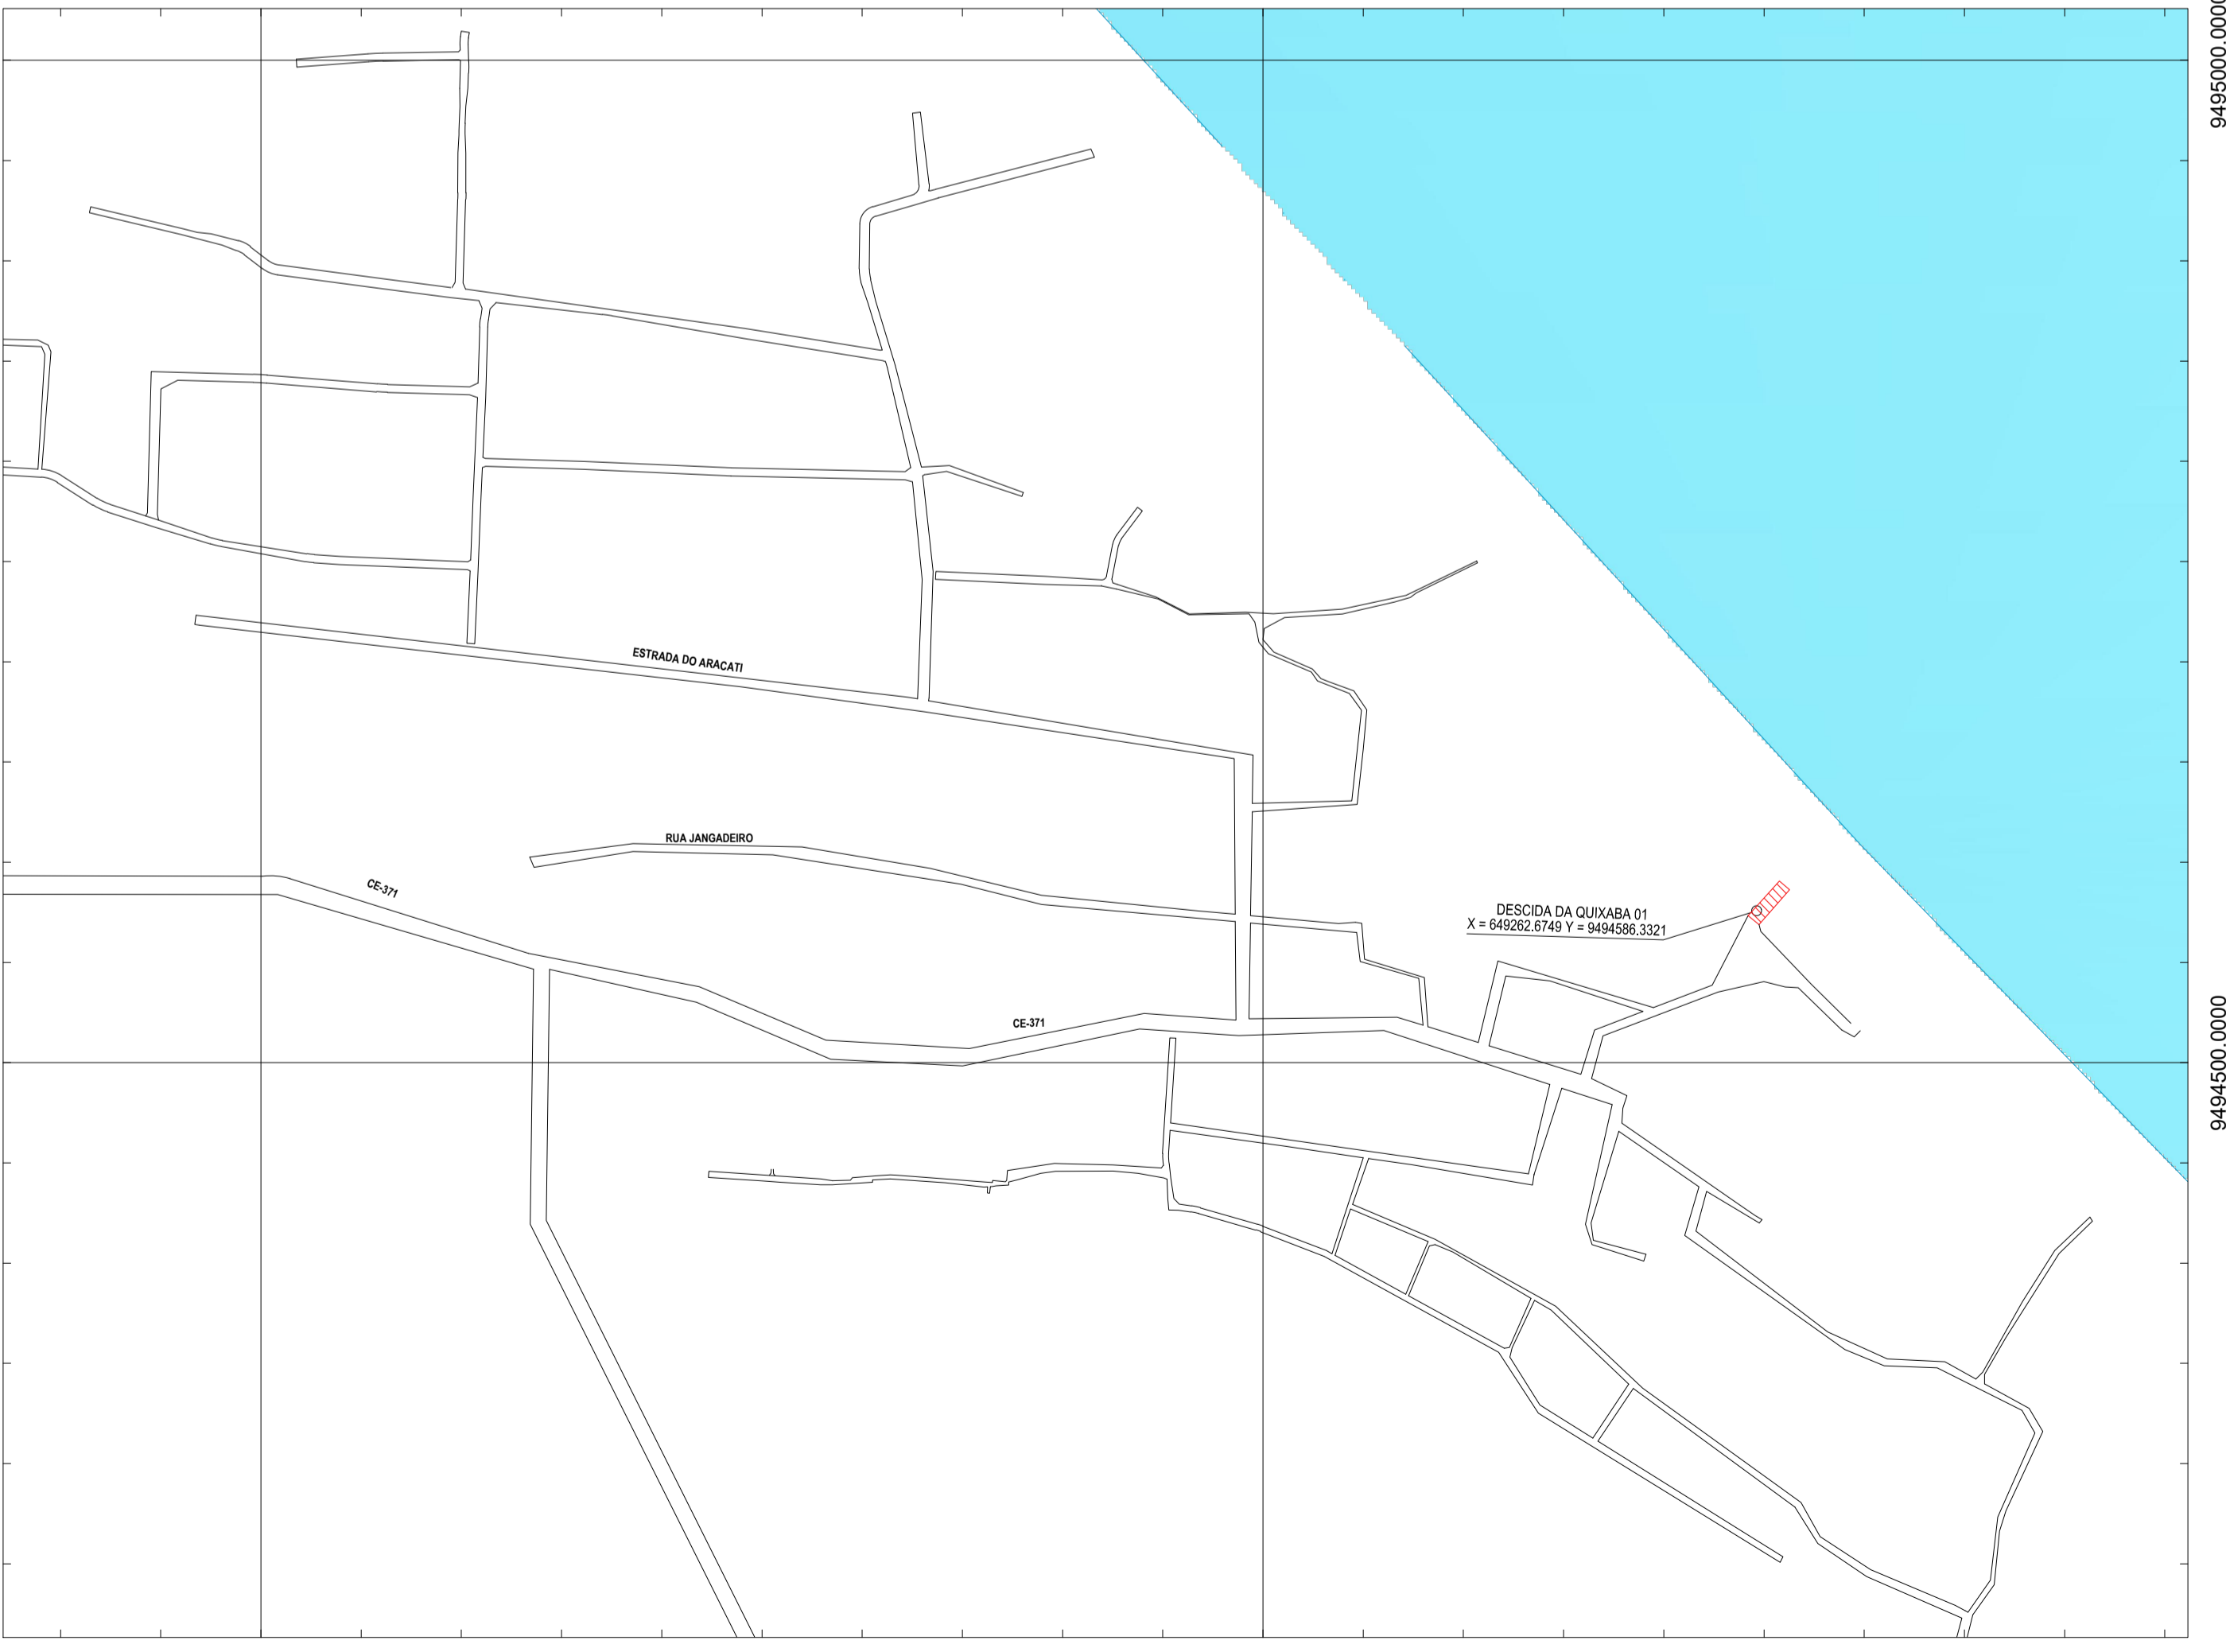 9495000.0000
ESTRADA DO ARACATI
RUA JANGADEIRO
CE-371
DESCIDA DA QUIXABA 01
X = 649262.6749 Y = 9494586.3321
CE-371
9494500.0000